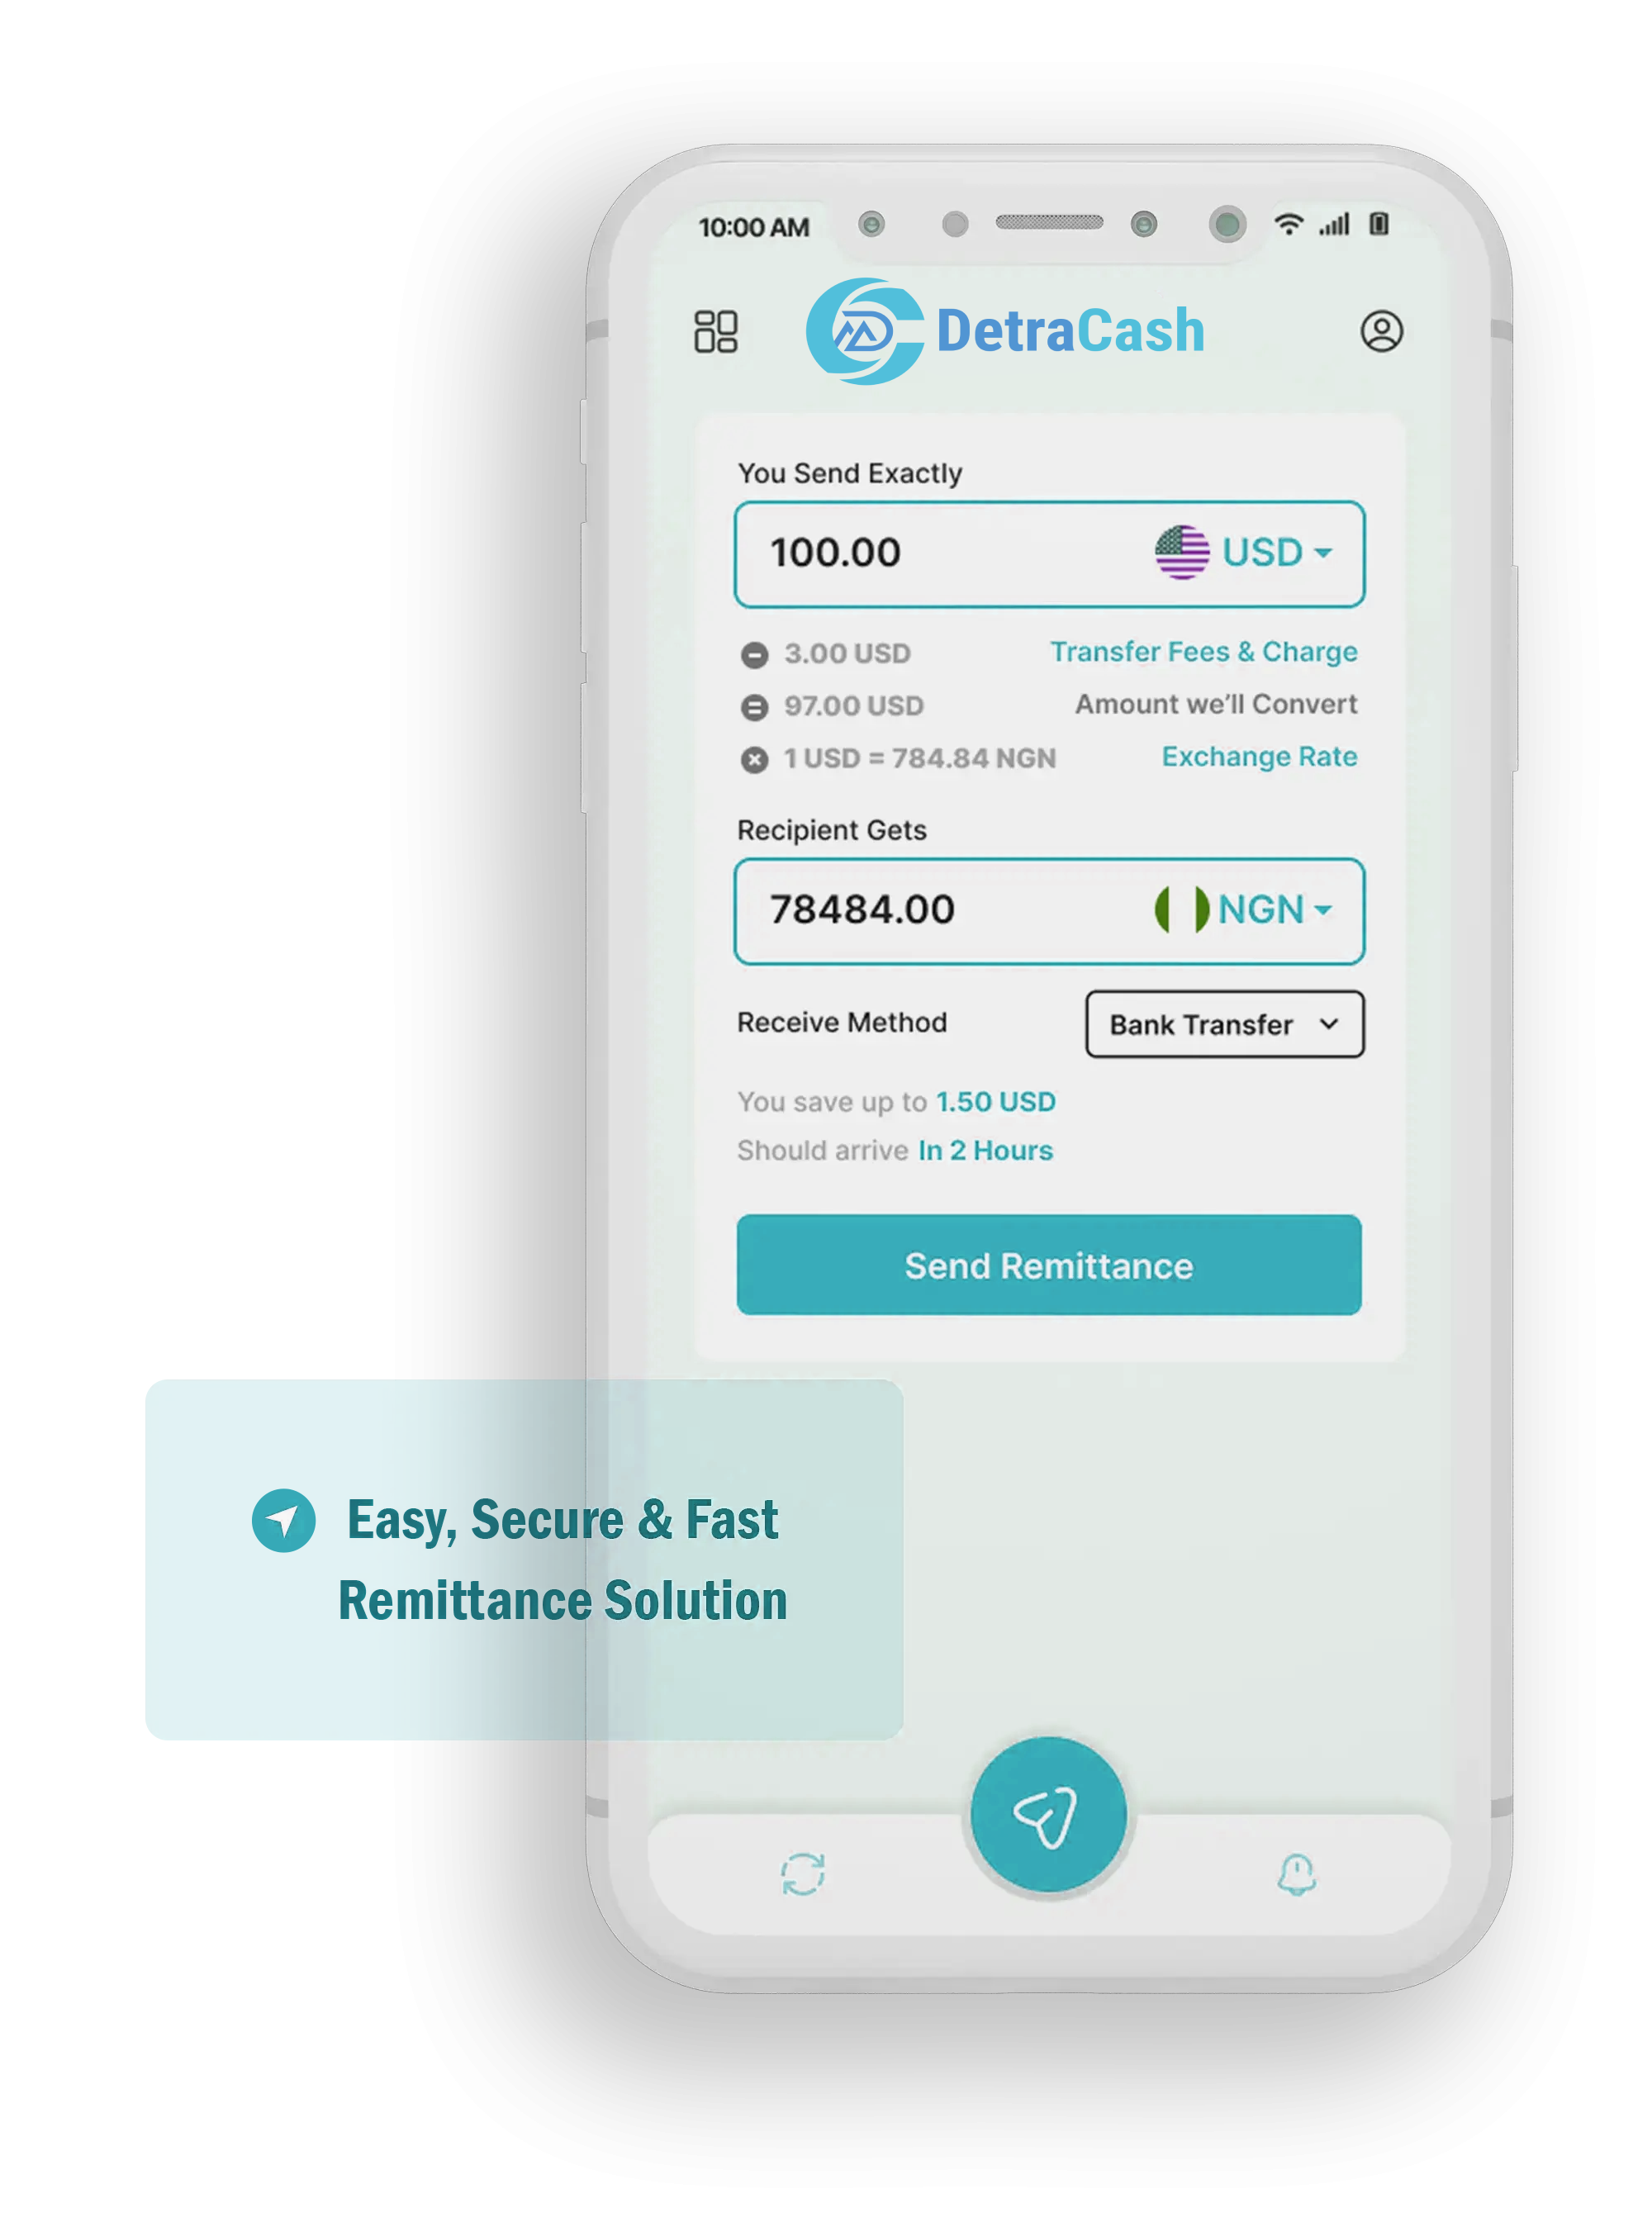 10:00 AM
DetraCash
You Send Exactly
100.00 USD
3.00 USD Transfer Fees & Charge
97.00 USD Amount we'll Convert
1 USD = 784.84 NGN Exchange Rate
Recipient Gets
78484.00 NGN
Receive Method Bank Transfer
You save up to 1.50 USD
Should arrive In 2 Hours
Send Remittance
Easy, Secure & Fast
Remittance Solution